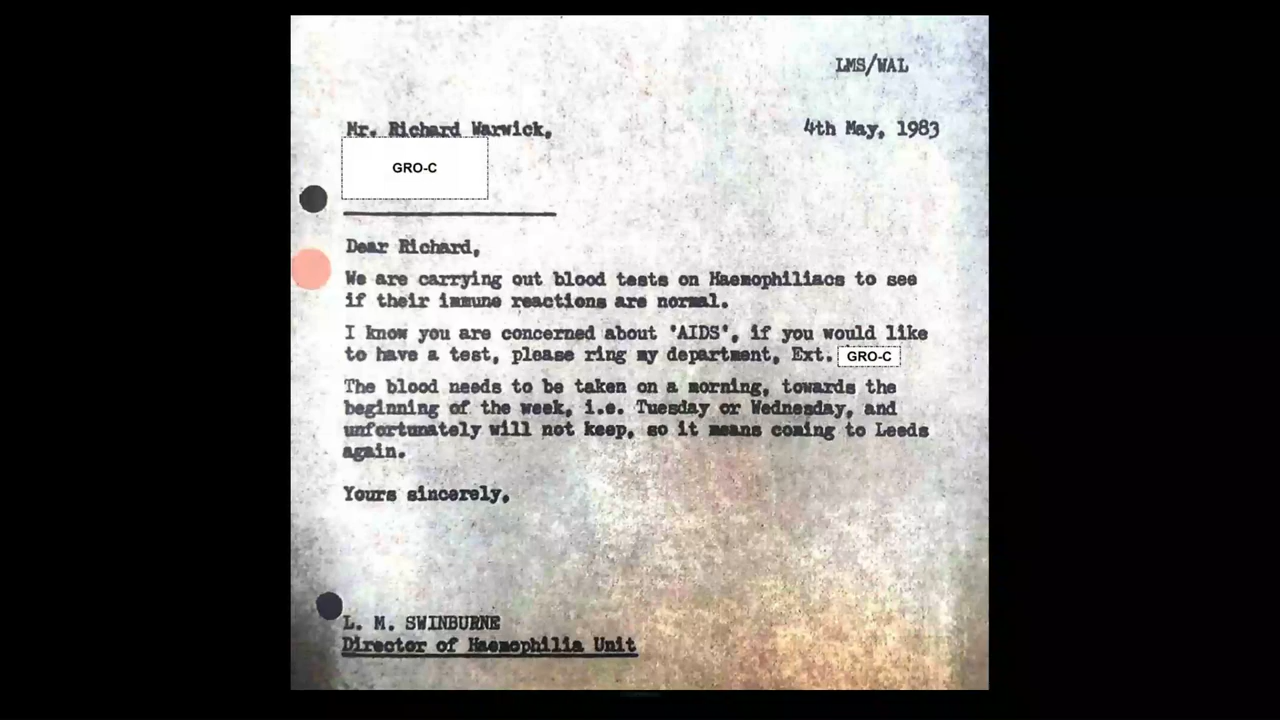 LMS/WAL
Mr. Richard Warwick,
4th May, 1983
GRO-C
Dear Richard,
We are carrying out blood tests on Haemophiliacs to see
if their immune reactions are normal.
I know you are concerned about 'AIDS', if you would like
to have a test, please ring my department, Ext. GRO-C
The blood needs to be taken on a morning, towards the
beginning of the week, i.e. Tuesday or Wednesday, and
unfortunately will not keep, so it means coming to Leeds
again.
Yours sincerely,
L. M. SWINBURNE
Director of Haemophilia Unit